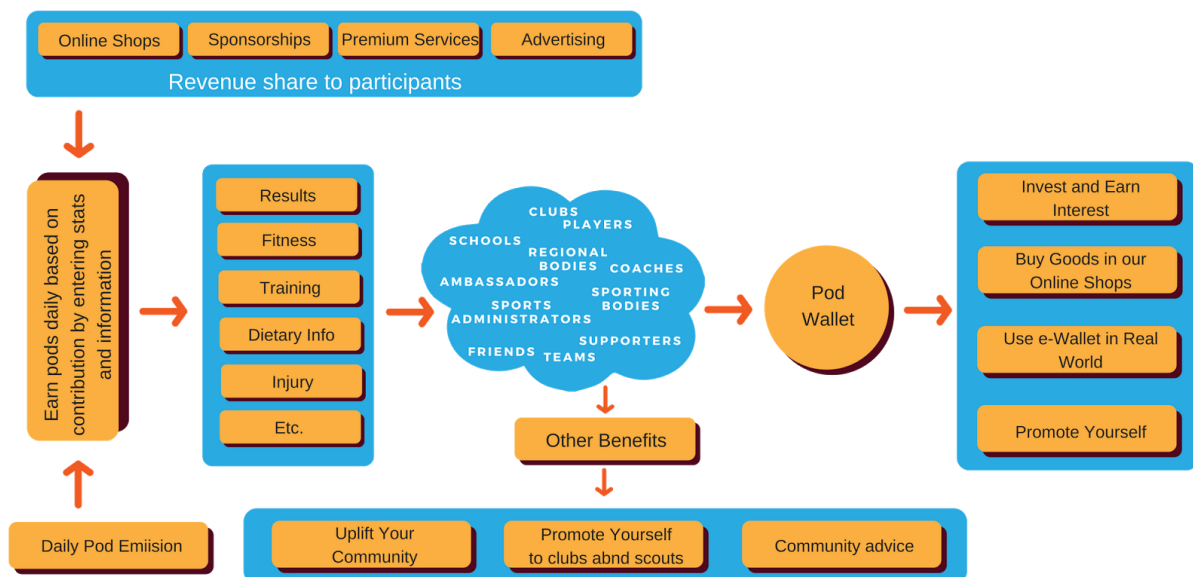 Online Shops
Sponsorships
Premium Services
Advertising
Revenue share to participants
Earn pods daily based on
contribution by entering stats
and information
Results
Fitness
Training
Dietary Info
Injury
Etc.
CLUBS
PLAYERS
SCHOOLS
REGIONAL
BODIES
COACHES
AMBASSADORS
SPORTING
BODIES
SPORTS
ADMINISTRATORS
SUPPORTERS
FRIENDS
TEAMS
Pod
Wallet
Invest and Earn
Interest
Buy Goods in our
Online Shops
Use e-Wallet in Real
World
Promote Yourself
Other Benefits
Daily Pod Emiision
Uplift Your
Community
Promote Yourself
to clubs abnd scouts
Community advice